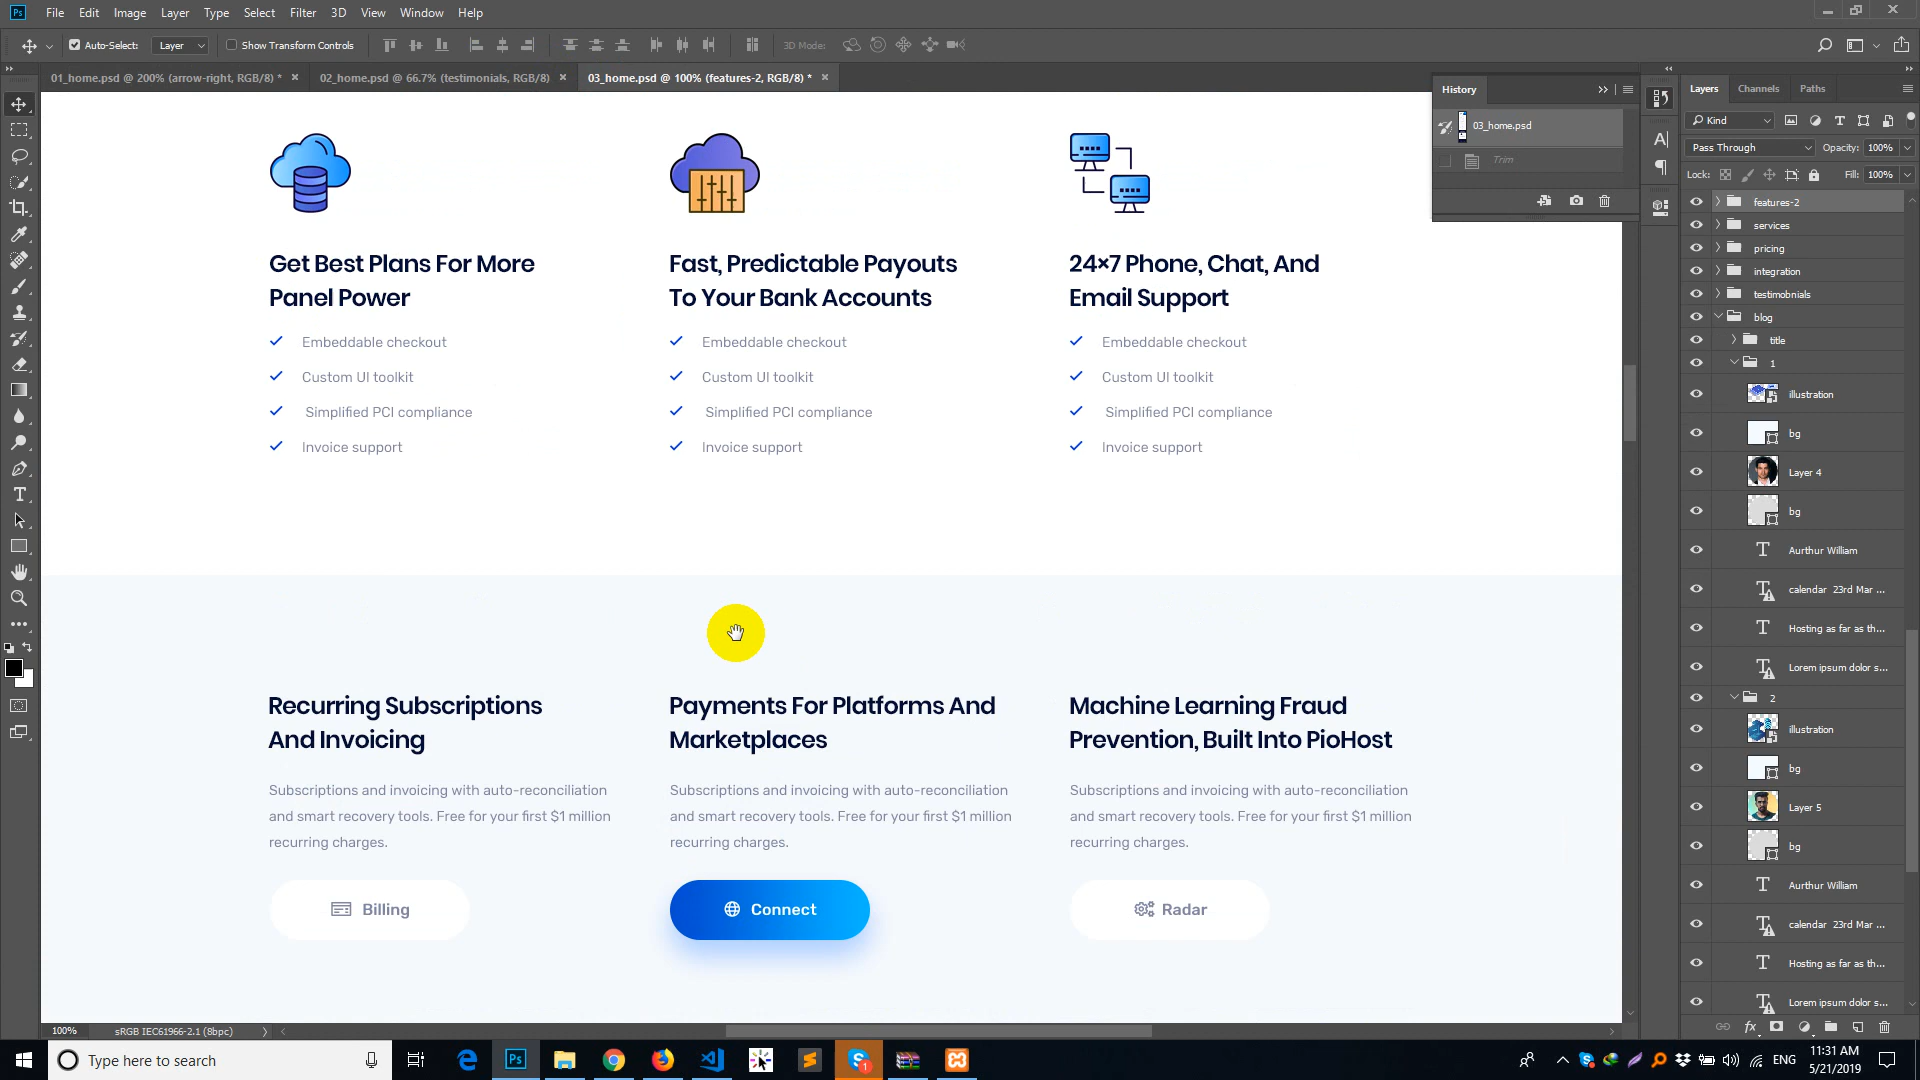 Ps File Edit Image Layer Type Select Filter 3D View Window Help
Auto-Select: Layer Show Transform Controls 3D Mode:
01_home.psd @ 200% (arrow-right, RGB/8) * × 02_home.psd @ 66.7% (testimonials, RGB/8) × 03_home.psd @ 100% (features-2, RGB/8) * ×
History
03_home.psd
Trim
Layers Channels Paths
Kind
Pass Through Opacity: 100%
Lock: Fill: 100%
features-2
services
pricing
integration
testimobnials
blog
title
1
illustration
bg
Layer 4
bg
Aurthur William
calendar 23rd Mar ...
Hosting as far as th...
Lorem ipsum dolor s...
2
illustration
bg
Layer 5
bg
Aurthur William
calendar 23rd Mar ...
Hosting as far as th...
Lorem ipsum dolor s...
Get Best Plans For More
Panel Power
Embeddable checkout
Custom UI toolkit
Simplified PCI compliance
Invoice support
Fast, Predictable Payouts
To Your Bank Accounts
Embeddable checkout
Custom UI toolkit
Simplified PCI compliance
Invoice support
24×7 Phone, Chat, And
Email Support
Embeddable checkout
Custom UI toolkit
Simplified PCI compliance
Invoice support
Recurring Subscriptions
And Invoicing
Subscriptions and invoicing with auto-reconciliation
and smart recovery tools. Free for your first $1 million
recurring charges.
Billing
Payments For Platforms And
Marketplaces
Subscriptions and invoicing with auto-reconciliation
and smart recovery tools. Free for your first $1 million
recurring charges.
Connect
Machine Learning Fraud
Prevention, Built Into PioHost
Subscriptions and invoicing with auto-reconciliation
and smart recovery tools. Free for your first $1 million
recurring charges.
Radar
100% sRGB IEC61966-2.1 (8bpc)
Type here to search
ENG
11:31 AM
5/21/2019